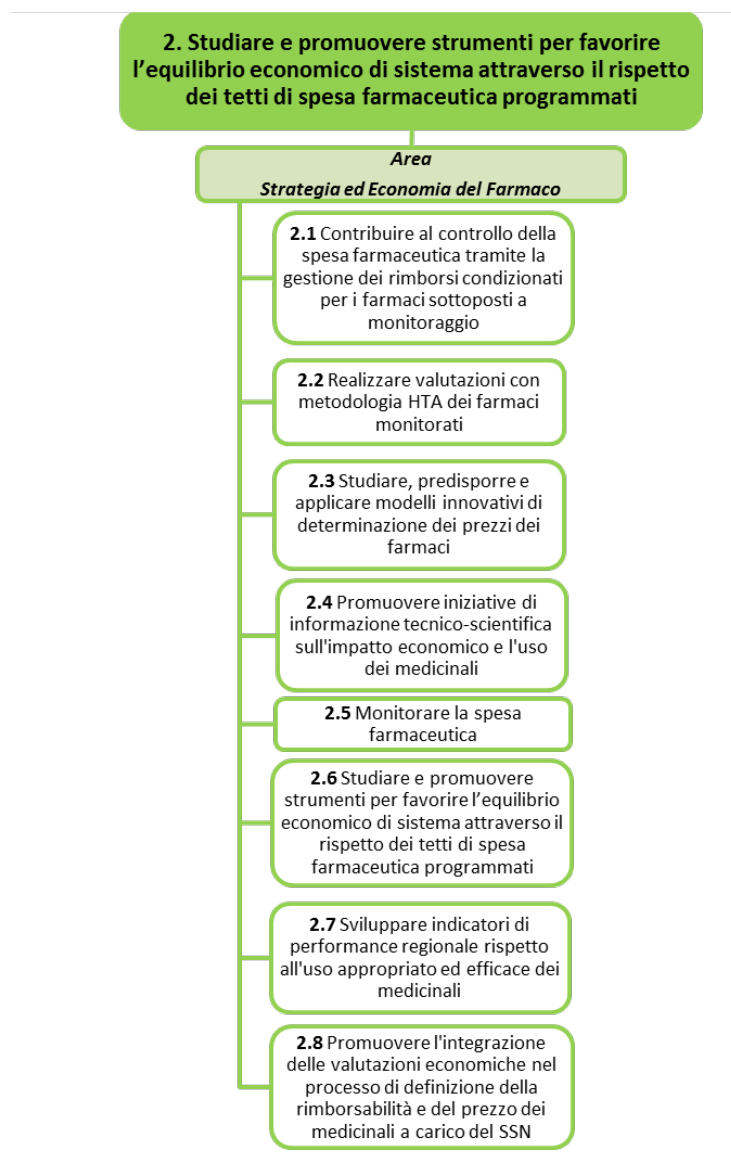 2. Studiare e promuovere strumenti per favorire
l’equilibrio economico di sistema attraverso il rispetto
dei tetti di spesa farmaceutica programmati
Area
Strategia ed Economia del Farmaco
2.1 Contribuire al controllo della
spesa farmaceutica tramite la
gestione dei rimborsi condizionati
per i farmaci sottoposti a
monitoraggio
2.2 Realizzare valutazioni con
metodologia HTA dei farmaci
monitorati
2.3 Studiare, predisporre e
applicare modelli innovativi di
determinazione dei prezzi dei
farmaci
2.4 Promuovere iniziative di
informazione tecnico-scientifica
sull'impatto economico e l'uso
dei medicinali
2.5 Monitorare la spesa
farmaceutica
2.6 Studiare e promuovere
strumenti per favorire l’equilibrio
economico di sistema attraverso il
rispetto dei tetti di spesa
farmaceutica programmati
2.7 Sviluppare indicatori di
performance regionale rispetto
all'uso appropriato ed efficace dei
medicinali
2.8 Promuovere l'integrazione
delle valutazioni economiche nel
processo di definizione della
rimborsabilità e del prezzo dei
medicinali a carico del SSN